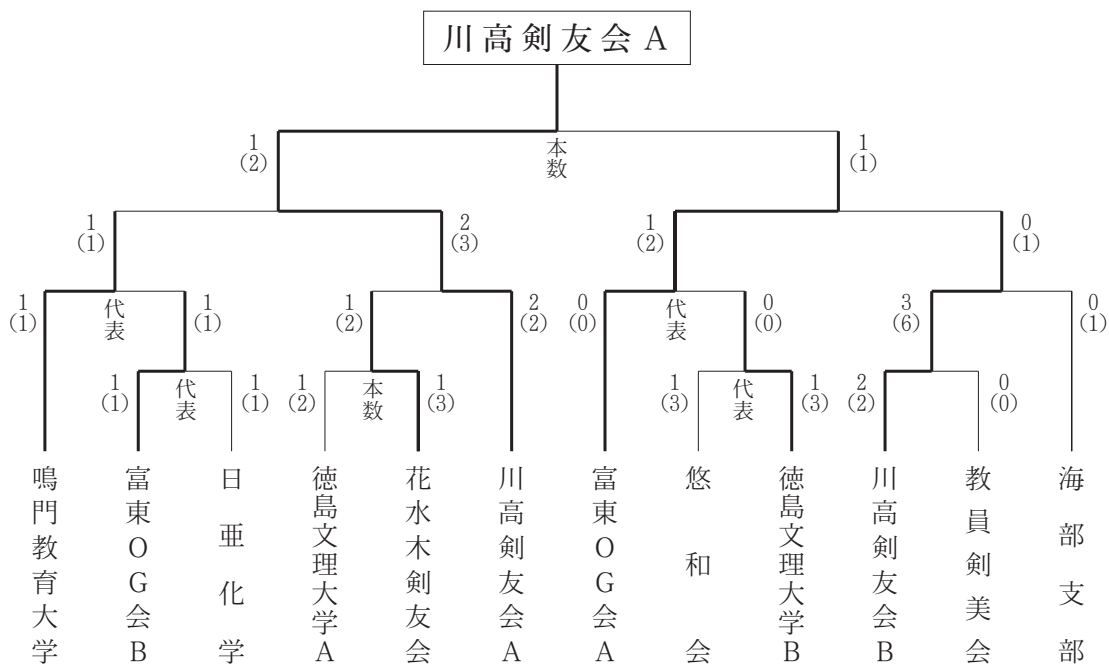 川高剣友会 A
1
(2)
本数
1
(1)
1
(1)
2
(3)
1
(2)
0
(1)
1
(1)
代表
1
(1)
1
(2)
2
(2)
0
(0)
代表
0
(0)
3
(6)
0
(1)
1
(1)
代表
1
(1)
1
(2)
本数
1
(3)
1
(3)
代表
1
(3)
2
(2)
0
(0)
鳴門教育大学
富東OG会B
日亜化学
徳島文理大学A
花水木剣友会
川高剣友会A
富東OG会A
悠和会
徳島文理大学B
川高剣友会B
教員剣美会
海部支部